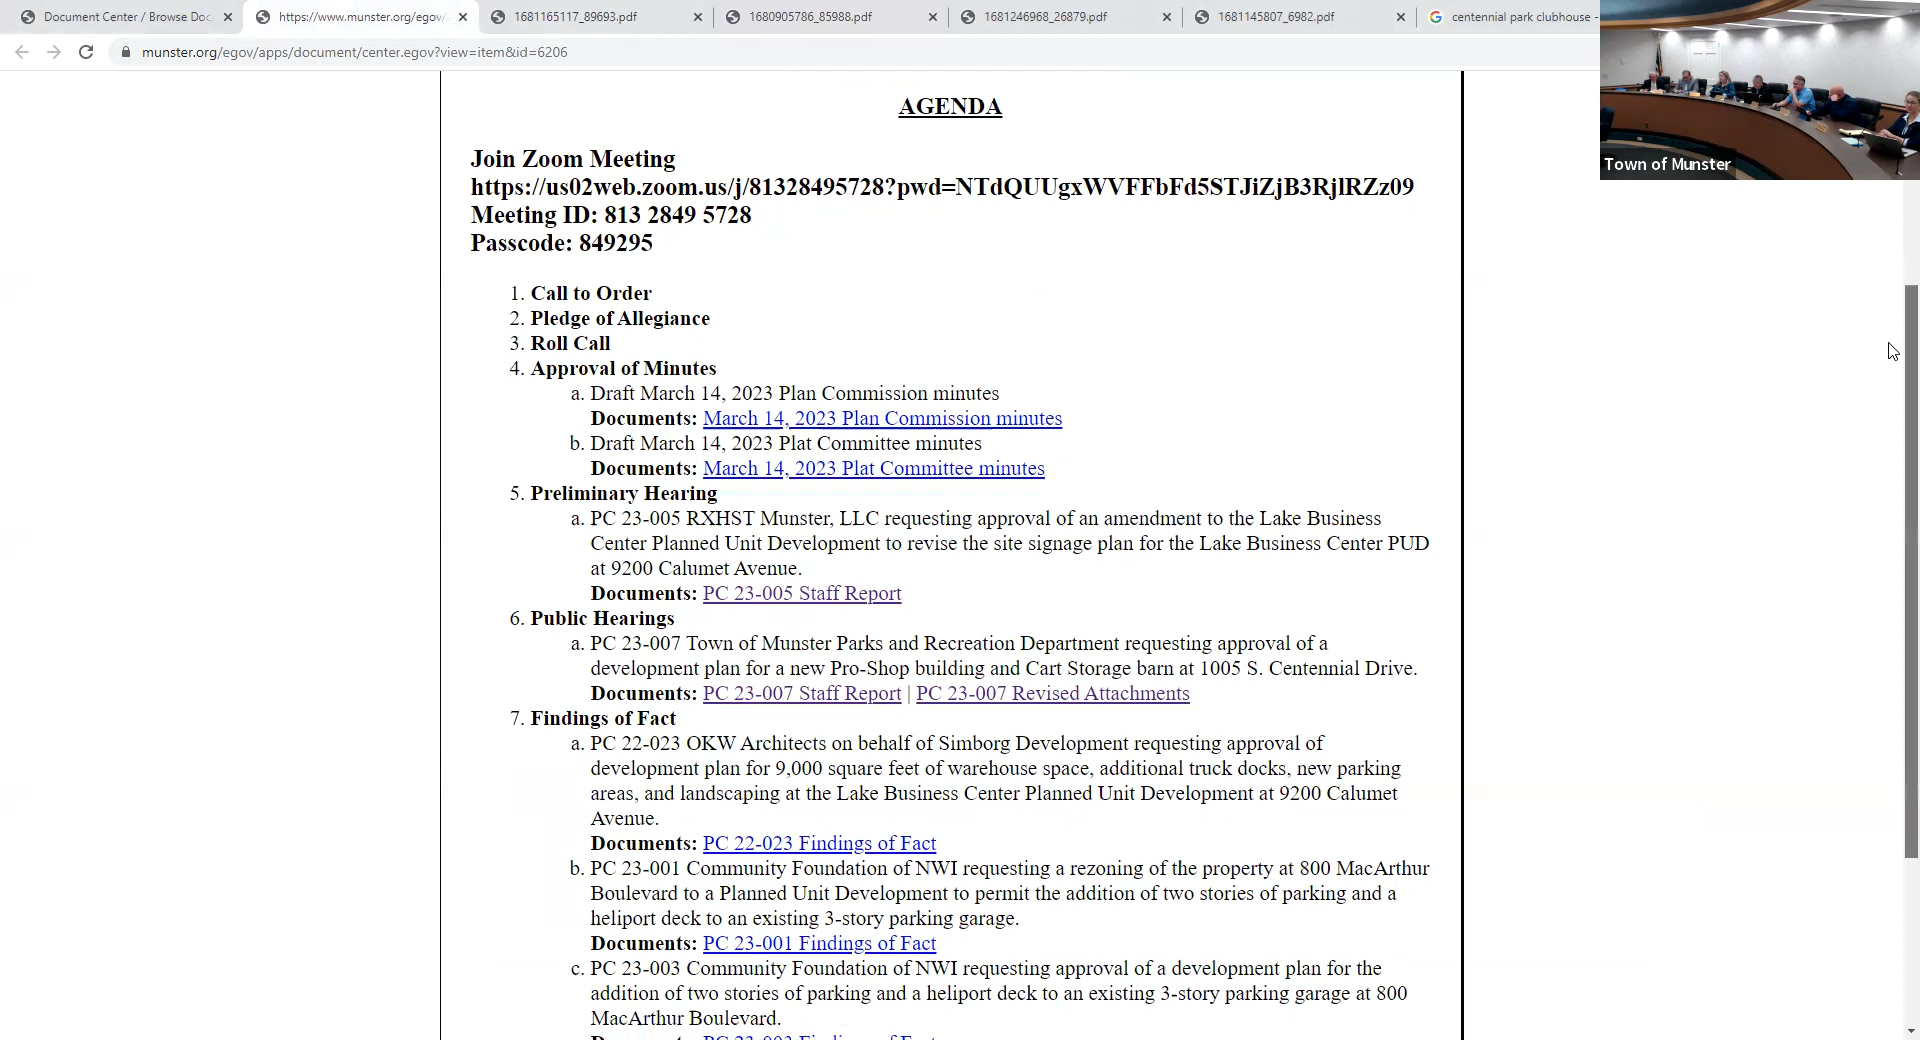 Document Center / Browse Doc
https://www.munster.org/egov/
1681165117_89693.pdf
1680905786_85988.pdf
1681246968_26879.pdf
1681145807_6982.pdf
centennial park clubhouse -
munster.org/egov/apps/document/center.egov?view=item&id=6206
Town of Munster
AGENDA
Join Zoom Meeting
https://us02web.zoom.us/j/81328495728?pwd=NTdQUUgxWVFFbFd5STJiZjB3RjlRZz09
Meeting ID: 813 2849 5728
Passcode: 849295
1. Call to Order
2. Pledge of Allegiance
3. Roll Call
4. Approval of Minutes
a. Draft March 14, 2023 Plan Commission minutes
Documents: March 14, 2023 Plan Commission minutes
b. Draft March 14, 2023 Plat Committee minutes
Documents: March 14, 2023 Plat Committee minutes
5. Preliminary Hearing
a. PC 23-005 RXHST Munster, LLC requesting approval of an amendment to the Lake Business
Center Planned Unit Development to revise the site signage plan for the Lake Business Center PUD
at 9200 Calumet Avenue.
Documents: PC 23-005 Staff Report
6. Public Hearings
a. PC 23-007 Town of Munster Parks and Recreation Department requesting approval of a
development plan for a new Pro-Shop building and Cart Storage barn at 1005 S. Centennial Drive.
Documents: PC 23-007 Staff Report | PC 23-007 Revised Attachments
7. Findings of Fact
a. PC 22-023 OKW Architects on behalf of Simborg Development requesting approval of
development plan for 9,000 square feet of warehouse space, additional truck docks, new parking
areas, and landscaping at the Lake Business Center Planned Unit Development at 9200 Calumet
Avenue.
Documents: PC 22-023 Findings of Fact
b. PC 23-001 Community Foundation of NWI requesting a rezoning of the property at 800 MacArthur
Boulevard to a Planned Unit Development to permit the addition of two stories of parking and a
heliport deck to an existing 3-story parking garage.
Documents: PC 23-001 Findings of Fact
c. PC 23-003 Community Foundation of NWI requesting approval of a development plan for the
addition of two stories of parking and a heliport deck to an existing 3-story parking garage at 800
MacArthur Boulevard.
Documents: PC 23-003 Findings of Fact